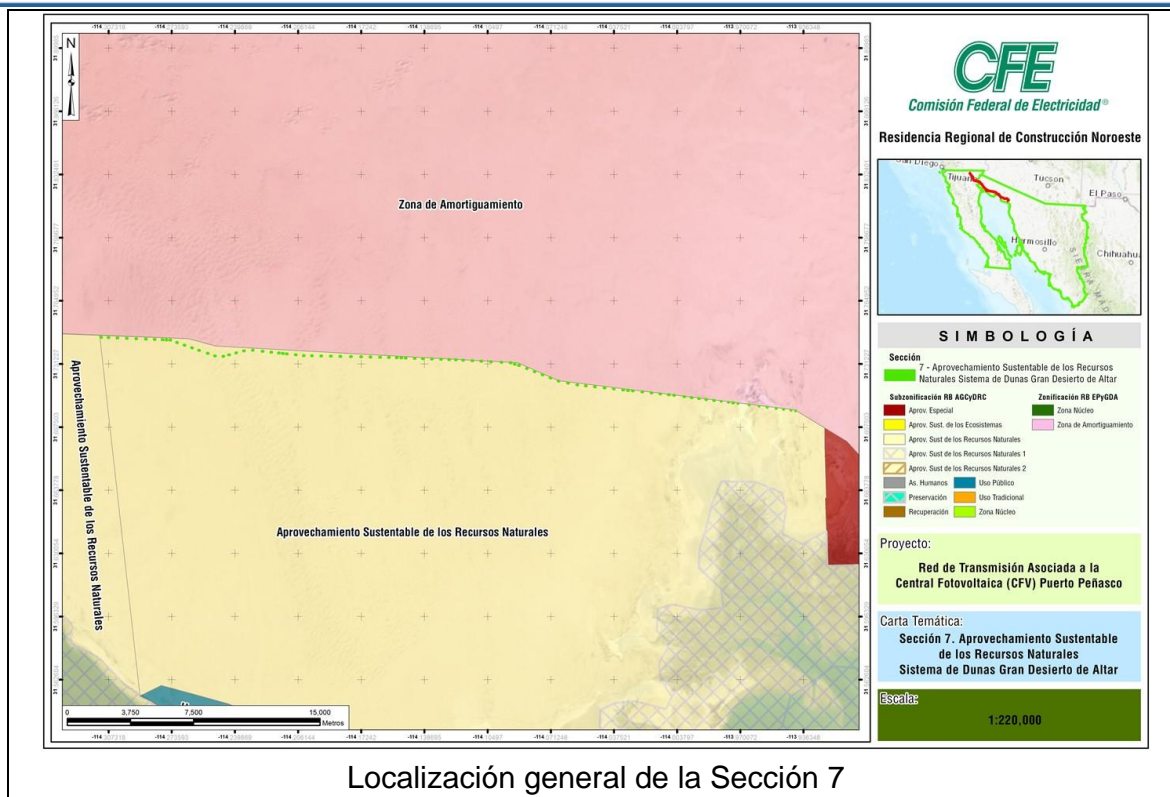 N
Zona de Amortiguamiento
Aprovechamiento Sustentable de los Recursos Naturales
Aprovechamiento Sustentable de los Recursos Naturales
0 3,750 7,500 15,000
Metros
CFE
Comisión Federal de Electricidad®
Residencia Regional de Construcción Noroeste
San Diego
Tijuan
Tucson
El Paso
Hermosillo
Chihuahu
SIERRA MAD
SIMBOLOGÍA
Sección
7 - Aprovechamiento Sustentable de los Recursos
Naturales Sistema de Dunas Gran Desierto de Altar
Subzonificación RB AGCyDRC
Zonificación RB EPyGDA
Aprov. Especial
Zona Núcleo
Aprov. Sust. de los Ecosistemas
Zona de Amortiguamiento
Aprov. Sust de los Recursos Naturales
Aprov. Sust de los Recursos Naturales 1
Aprov. Sust de los Recursos Naturales 2
As. Humanos
Uso Público
Preservación
Uso Tradicional
Recuperación
Zona Núcleo
Proyecto:
Red de Transmisión Asociada a la
Central Fotovoltaica (CFV) Puerto Peñasco
Carta Temática:
Sección 7. Aprovechamiento Sustentable
de los Recursos Naturales
Sistema de Dunas Gran Desierto de Altar
Escala:
1:220,000
Localización general de la Sección 7